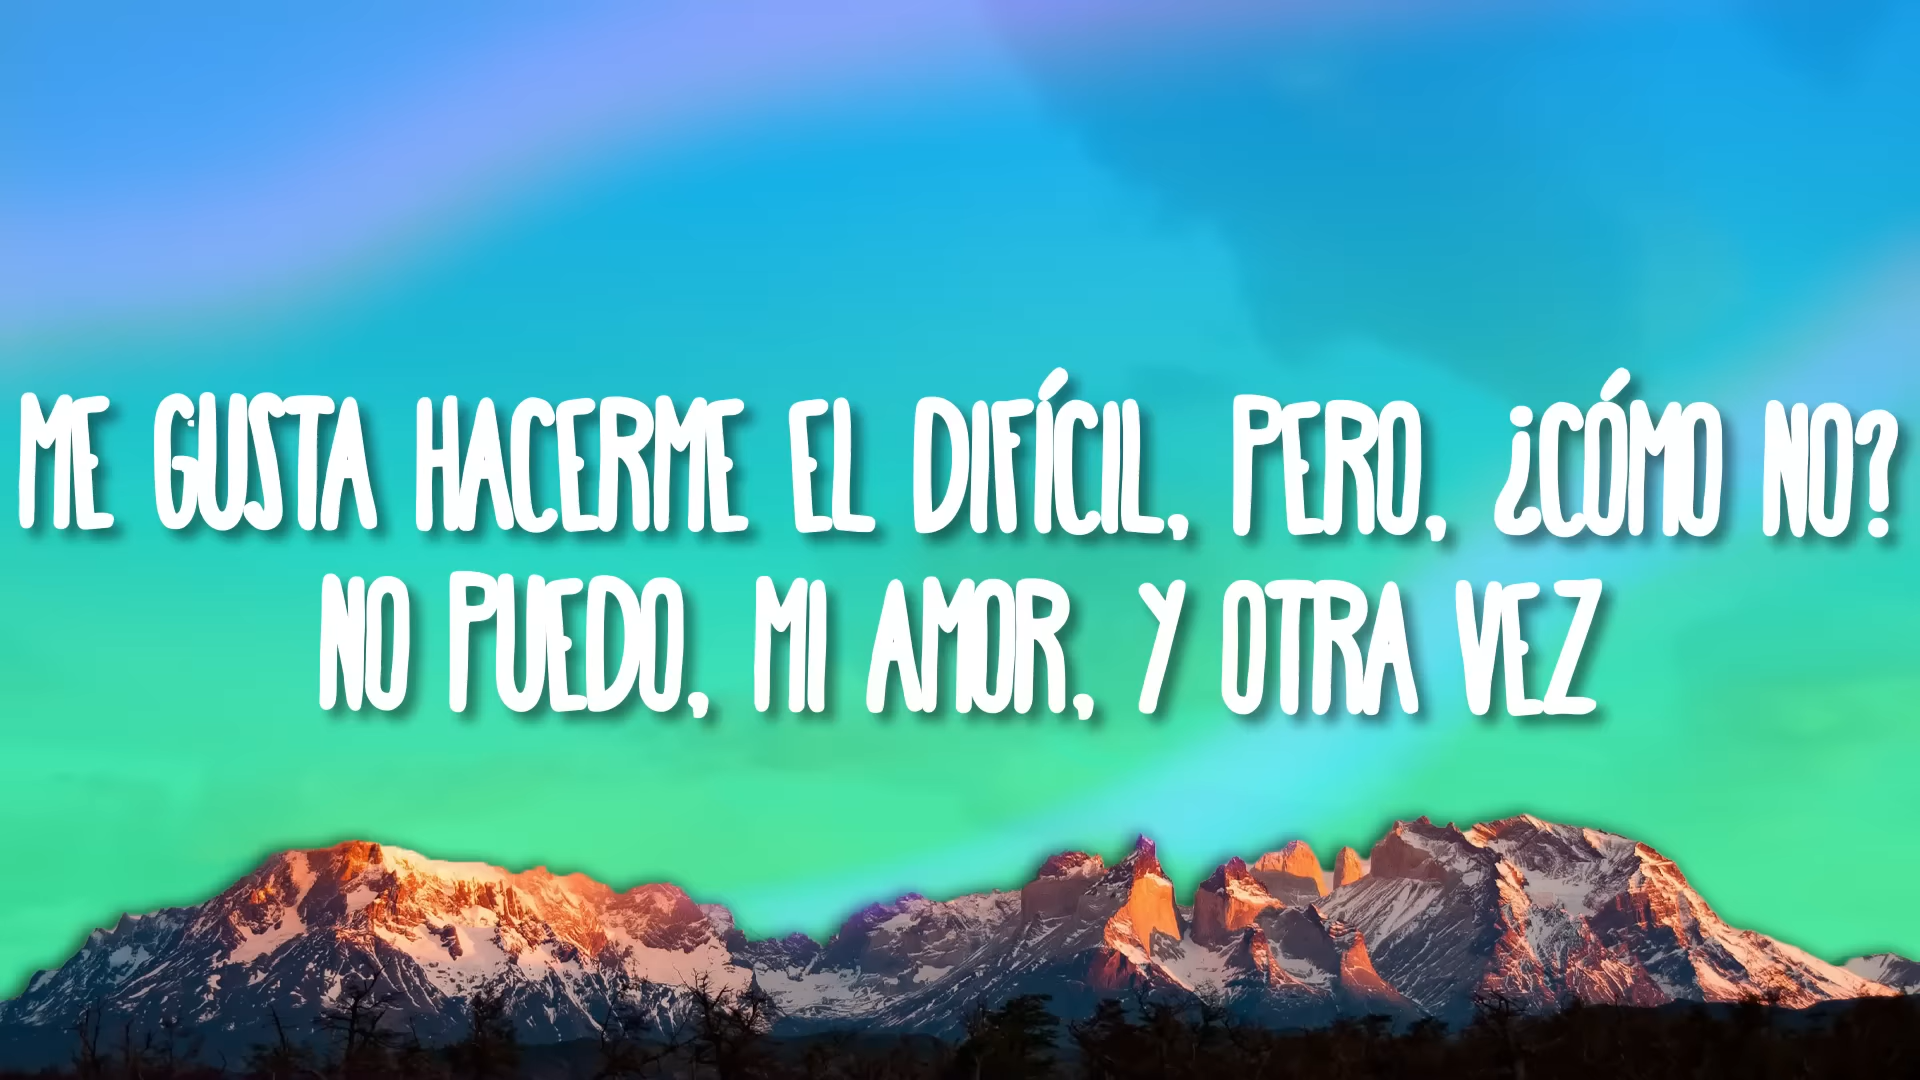 ME GUSTA HACERME EL DIFÍCIL, PERO, ¿CÓMO NO?
NO PUEDO, MI AMOR, Y OTRA VEZ